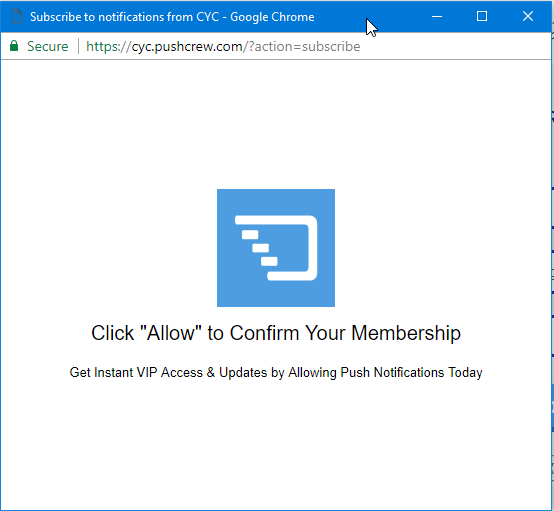 Subscribe to notifications from CYC - Google Chrome
Secure https://cyc.pushcrew.com/?action=subscribe
Click "Allow" to Confirm Your Membership
Get Instant VIP Access & Updates by Allowing Push Notifications Today